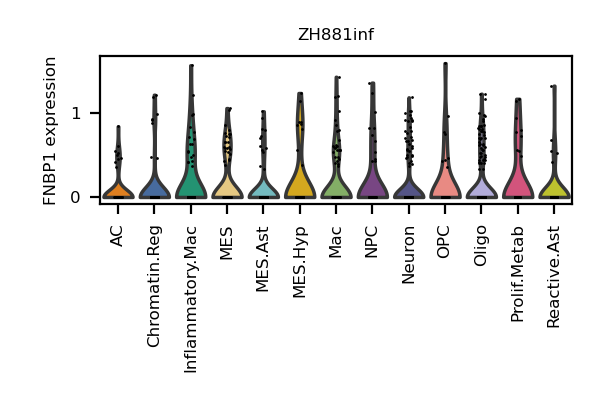 ZH881inf
FNBP1 expression
1
0
AC
Chromatin.Reg
Inflammatory.Mac
MES
MES.Ast
MES.Hyp
Mac
NPC
Neuron
OPC
Oligo
Prolif.Metab
Reactive.Ast